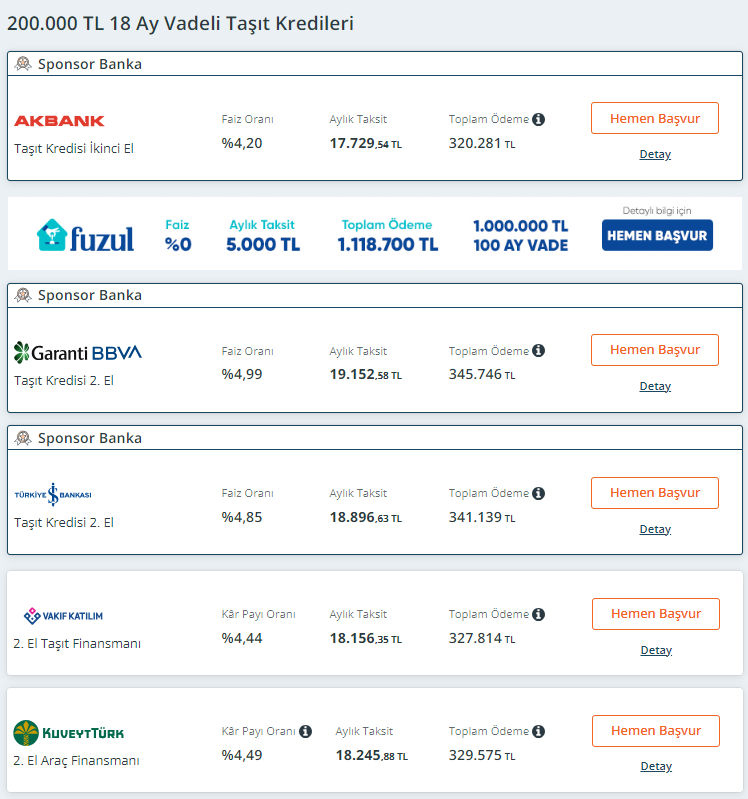 200.000 TL 18 Ay Vadeli Taşıt Kredileri
Sponsor Banka
AKBANK
Taşıt Kredisi İkinci El
Faiz Oranı
%4,20
Aylık Taksit
17.729,54 TL
Toplam Ödeme
320.281 TL
Hemen Başvur
Detay
fuzul
Faiz
%0
Aylık Taksit
5.000 TL
Toplam Ödeme
1.118.700 TL
1.000.000 TL
100 AY VADE
Detaylı bilgi için
HEMEN BAŞVUR
Sponsor Banka
Garanti BBVA
Taşıt Kredisi 2. El
Faiz Oranı
%4,99
Aylık Taksit
19.152,58 TL
Toplam Ödeme
345.746 TL
Hemen Başvur
Detay
Sponsor Banka
TÜRKİYE İŞ BANKASI
Taşıt Kredisi 2. El
Faiz Oranı
%4,85
Aylık Taksit
18.896,63 TL
Toplam Ödeme
341.139 TL
Hemen Başvur
Detay
VAKIF KATILIM
2. El Taşıt Finansmanı
Kâr Payı Oranı
%4,44
Aylık Taksit
18.156,35 TL
Toplam Ödeme
327.814 TL
Hemen Başvur
Detay
KUVEYT TÜRK
2. El Araç Finansmanı
Kâr Payı Oranı
%4,49
Aylık Taksit
18.245,88 TL
Toplam Ödeme
329.575 TL
Hemen Başvur
Detay